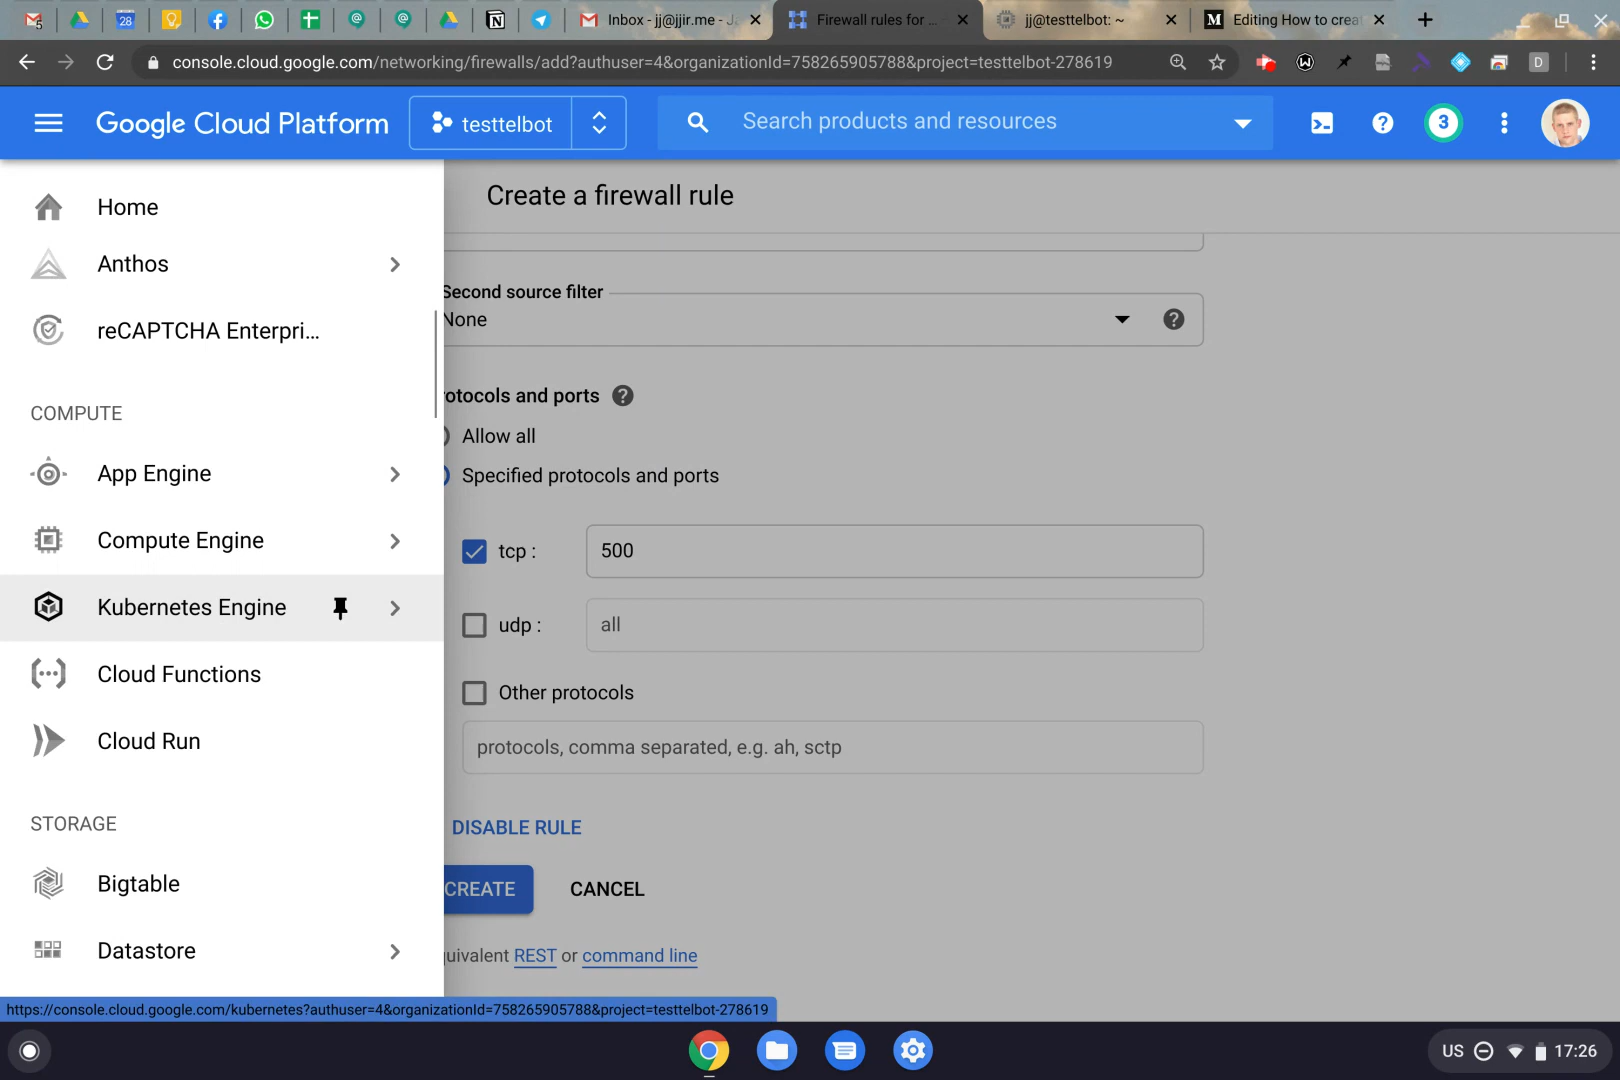 5
28
Inbox - jj@jjir.me - Ja
Firewall rules for ...
jj@testtelbot: ~
M Editing How to creat
console.cloud.google.com/networking/firewalls/add?authuser=4&organizationId=758265905788&project=testtelbot-278619
D
Google Cloud Platform
testtelbot
Search products and resources
3
Home
Anthos
reCAPTCHA Enterpri...
COMPUTE
App Engine
Compute Engine
Kubernetes Engine
Cloud Functions
Cloud Run
STORAGE
Bigtable
Datastore
Create a firewall rule
Second source filter
None
otocols and ports
Allow all
Specified protocols and ports
tcp :
500
udp :
all
Other protocols
protocols, comma separated, e.g. ah, sctp
DISABLE RULE
CREATE
CANCEL
quivalent REST or command line
https://console.cloud.google.com/kubernetes?authuser=4&organizationId=758265905788&project=testtelbot-278619
US
17:26